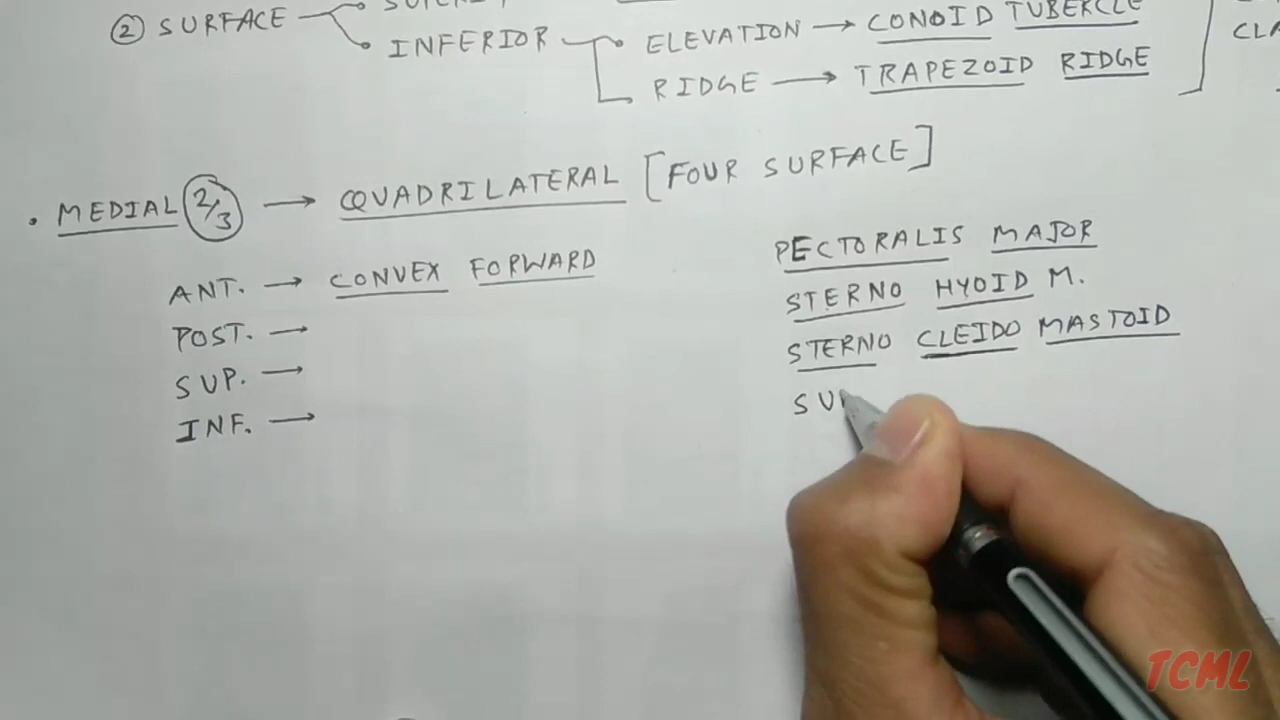 ② SURFACE
INFERIOR
ELEVATION → CONOID TUBERCLE
RIDGE → TRAPEZOID RIDGE
. MEDIAL 2/3 → QUADRILATERAL [FOUR SURFACE]
ANT. → CONVEX FORWARD
POST. →
SUP. →
INF. →
PECTORALIS MAJOR
STERNO HYOID M.
STERNO CLEIDO MASTOID
TCML